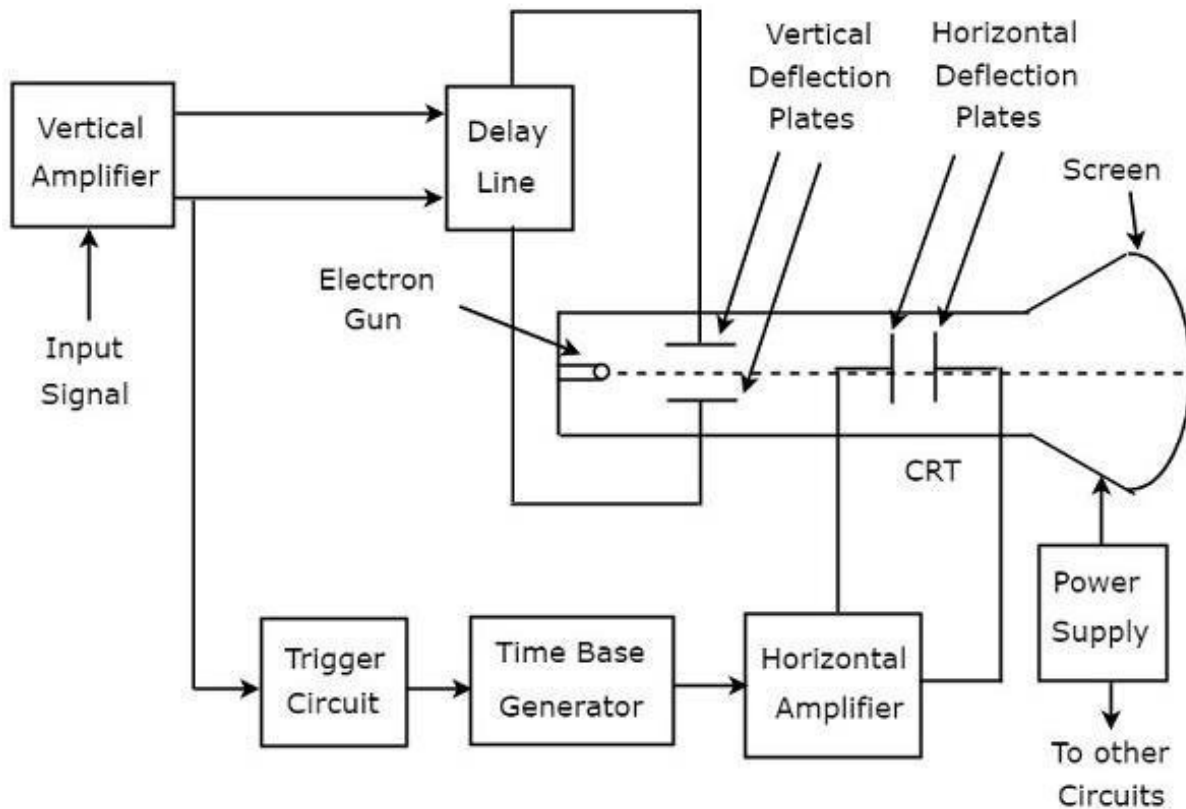 Vertical
Amplifier
Delay
Line
Vertical
Deflection
Plates
Horizontal
Deflection
Plates
Screen
Electron
Gun
Input
Signal
CRT
Trigger
Circuit
Time Base
Generator
Horizontal
Amplifier
Power
Supply
To other
Circuits